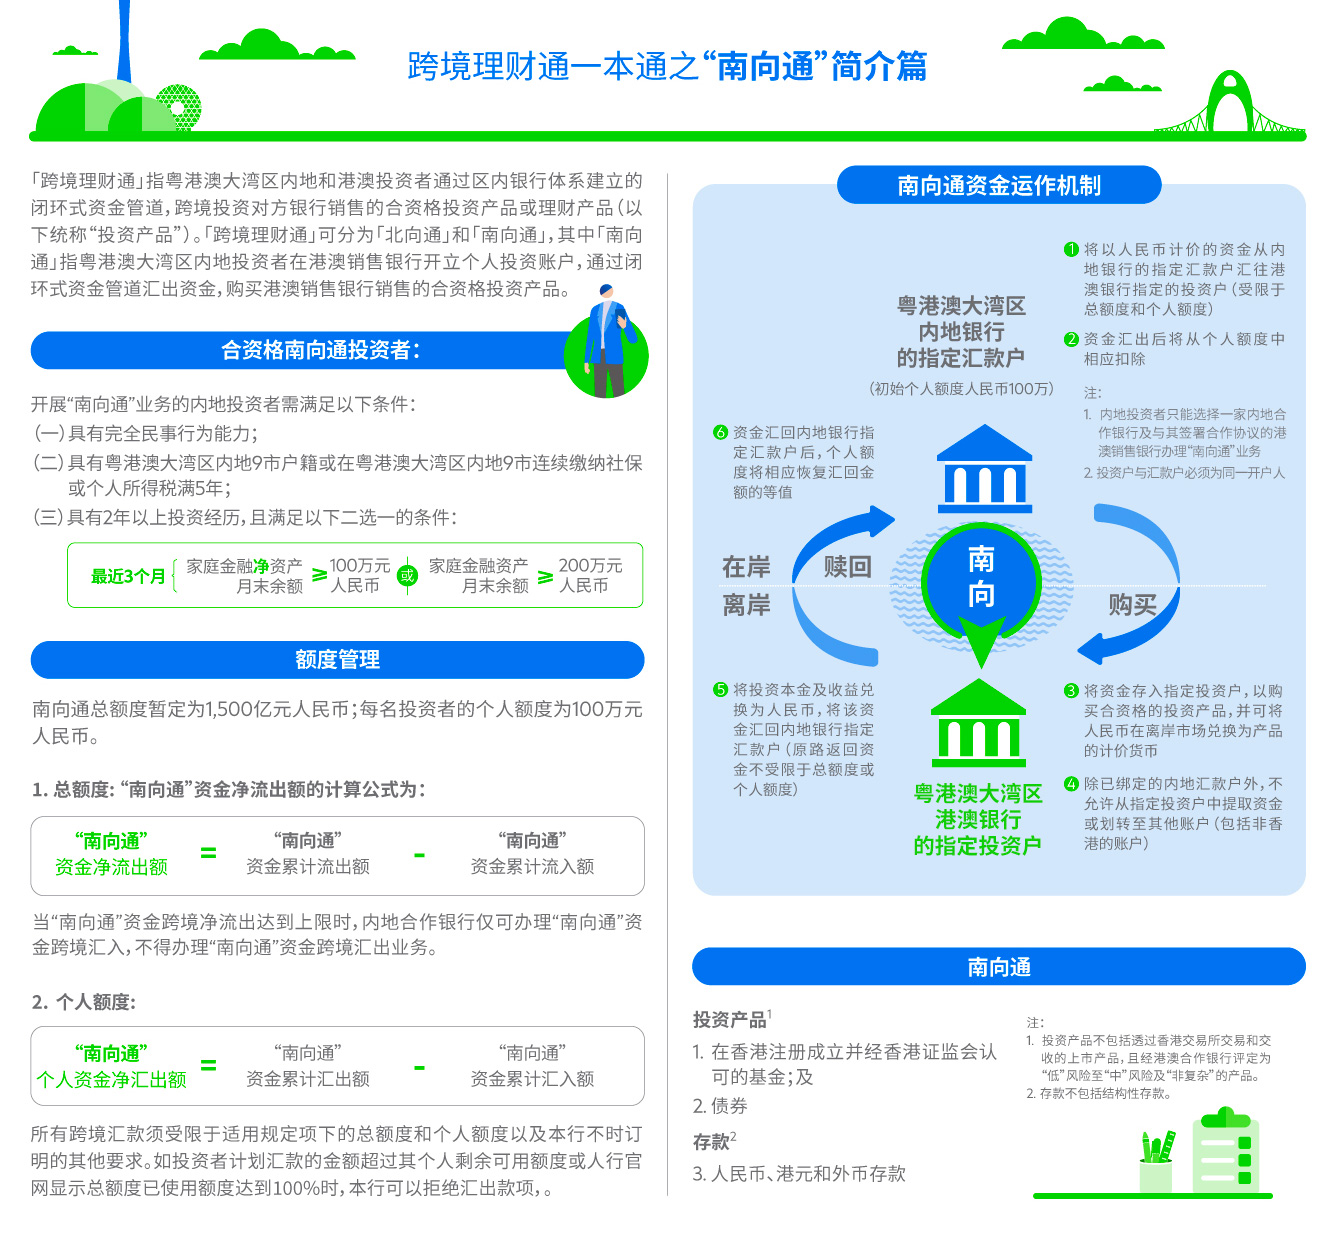 跨境理财通一本通之“南向通”简介篇
「跨境理财通」指粤港澳大湾区内地和港澳投资者通过区内银行体系建立的
闭环式资金管道，跨境投资对方银行销售的合资格投资产品或理财产品（以
下统称“投资产品”）。「跨境理财通」可分为「北向通」和「南向通」，其中「南向
通」指粤港澳大湾区内地投资者在港澳销售银行开立个人投资账户，通过闭
环式资金管道汇出资金，购买港澳销售银行销售的合资格投资产品。
合资格南向通投资者：
开展“南向通”业务的内地投资者需满足以下条件：
（一）具有完全民事行为能力；
（二）具有粤港澳大湾区内地9市户籍或在粤港澳大湾区内地9市连续缴纳社保
或个人所得税满5年；
（三）具有2年以上投资经历，且满足以下二选一的条件：
最近3个月
家庭金融净资产
月末余额
≥
100万元
人民币
或
家庭金融资产
月末余额
≥
200万元
人民币
额度管理
南向通总额度暂定为1,500亿元人民币；每名投资者的个人额度为100万元
人民币。
1. 总额度：“南向通”资金净流出额的计算公式为：
“南向通”
资金净流出额
=
“南向通”
资金累计流出额
-
“南向通”
资金累计流入额
当“南向通”资金跨境净流出达到上限时，内地合作银行仅可办理“南向通”资
金跨境汇入，不得办理“南向通”资金跨境汇出业务。
2. 个人额度：
“南向通”
个人资金净汇出额
=
“南向通”
资金累计汇出额
-
“南向通”
资金累计汇入额
所有跨境汇款须受限于适用规定项下的总额度和个人额度以及本行不时订
明的其他要求。如投资者计划汇款的金额超过其个人剩余可用额度或人行官
网显示总额度已使用额度达到100%时，本行可以拒绝汇出款项，。
南向通资金运作机制
1 将以人民币计价的资金从内
地银行的指定汇款户汇往港
澳银行指定的投资户（受限于
总额度和个人额度）
2 资金汇出后将从个人额度中
相应扣除
注：
1. 内地投资者只能选择一家内地合
作银行及与其签署合作协议的港
澳销售银行办理“南向通”业务
2. 投资户与汇款户必须为同一开户人
粤港澳大湾区
内地银行
的指定汇款户
（初始个人额度人民币100万）
6 资金汇回内地银行指
定汇款户后，个人额
度将相应恢复汇回金
额的等值
在岸
赎回
南
向
离岸
购买
5 将投资本金及收益兑
换为人民币，将该资
金汇回内地银行指定
汇款户（原路返回资
金不受限于总额度或
个人额度）
粤港澳大湾区
港澳银行
的指定投资户
3 将资金存入指定投资户，以购
买合资格的投资产品，并可将
人民币在离岸市场兑换为产品
的计价货币
4 除已绑定的内地汇款户外，不
允许从指定投资户中提取资金
或划转至其他账户（包括非香
港的账户）
南向通
投资产品1
1. 在香港注册成立并经香港证监会认
可的基金；及
2. 债券
存款2
3. 人民币、港元和外币存款
注：
1. 投资产品不包括透过香港交易所交易和交
收的上市产品，且经港澳合作银行评定为
“低”风险至“中”风险及“非复杂”的产品。
2. 存款不包括结构性存款。